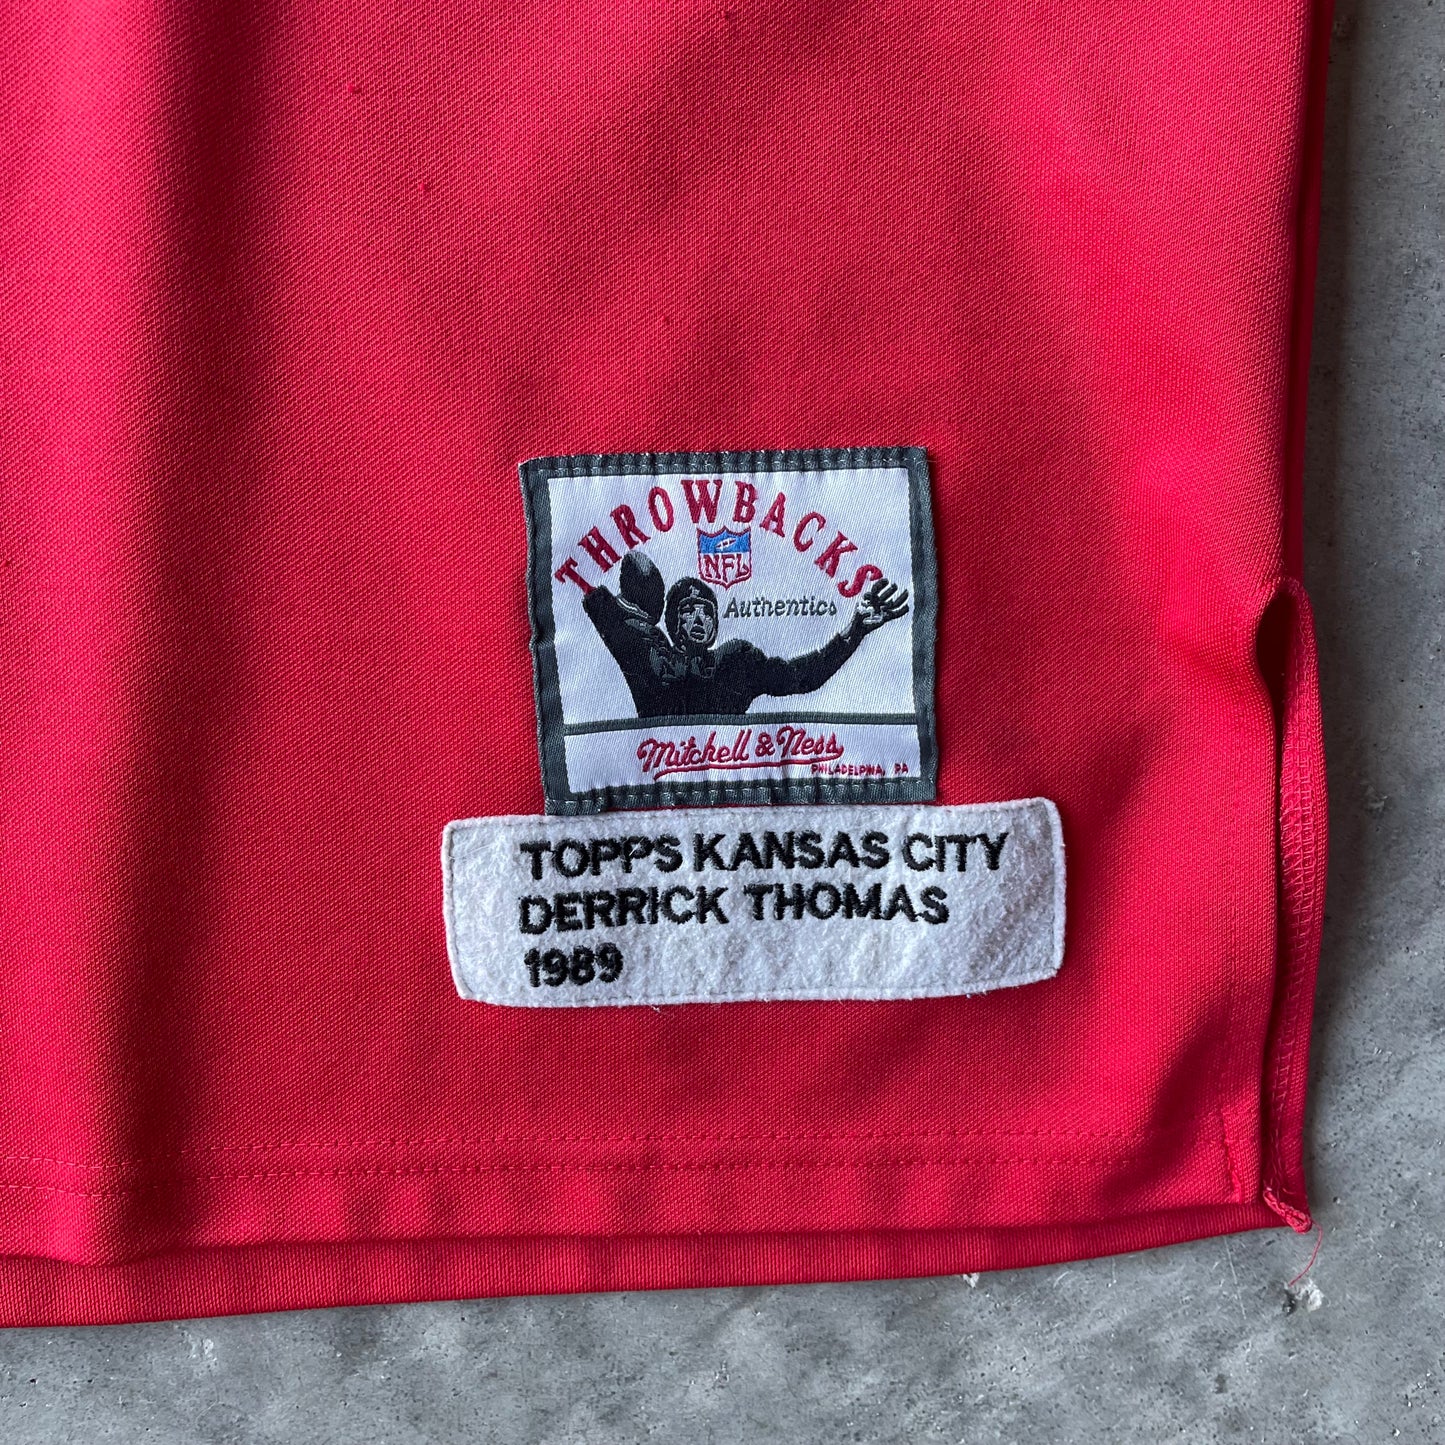 THROWBACKS
NFL
Authentics
Mitchell & Ness
PHILADELPHIA, PA
TOPPS KANSAS CITY
DERRICK THOMAS
1989